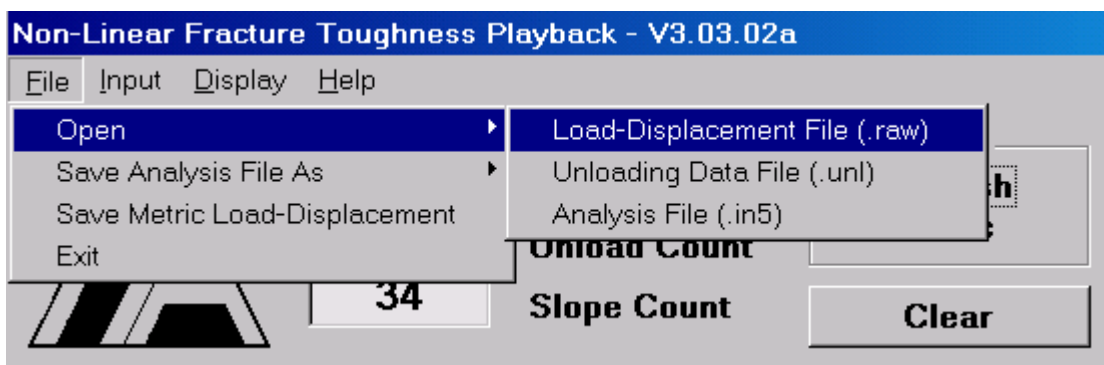 Non-Linear Fracture Toughness Playback - V3.03.02a
File Input Display Help
Open
Load-Displacement File (.raw)
Save Analysis File As
Unloading Data File (.unl)
Save Metric Load-Displacement
Analysis File (.in5)
Exit
Unload Count
34
Slope Count
Clear